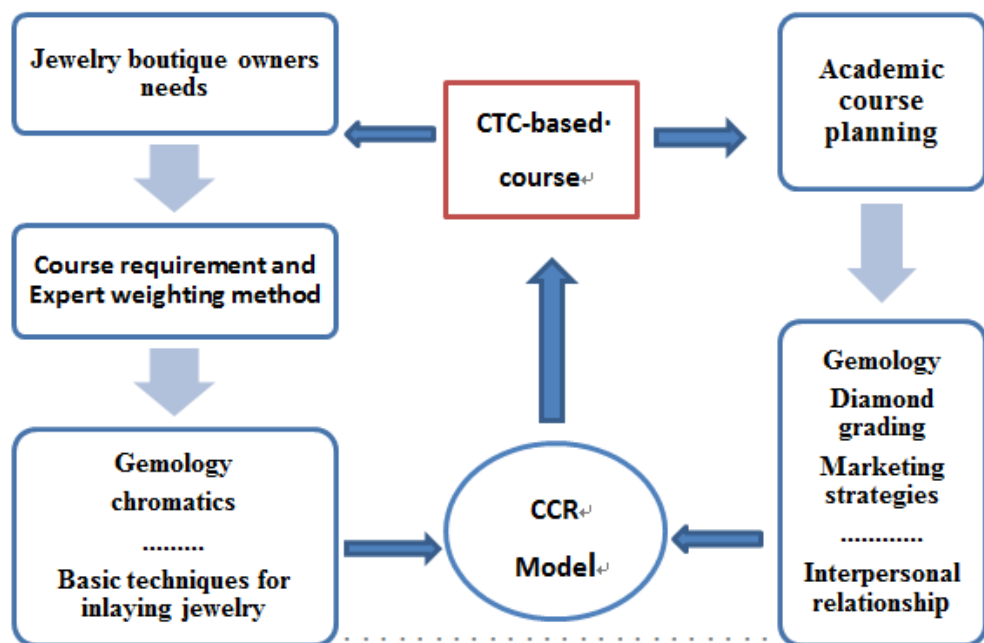 Jewelry boutique owners
needs
CTC-based·
course↵
Academic
course
planning
Course requirement and
Expert weighting method
Gemology
chromatics
.........
Basic techniques for
inlaying jewelry
CCR↵
Model↵
Gemology
Diamond
grading
Marketing
strategies
............
Interpersonal
relationship